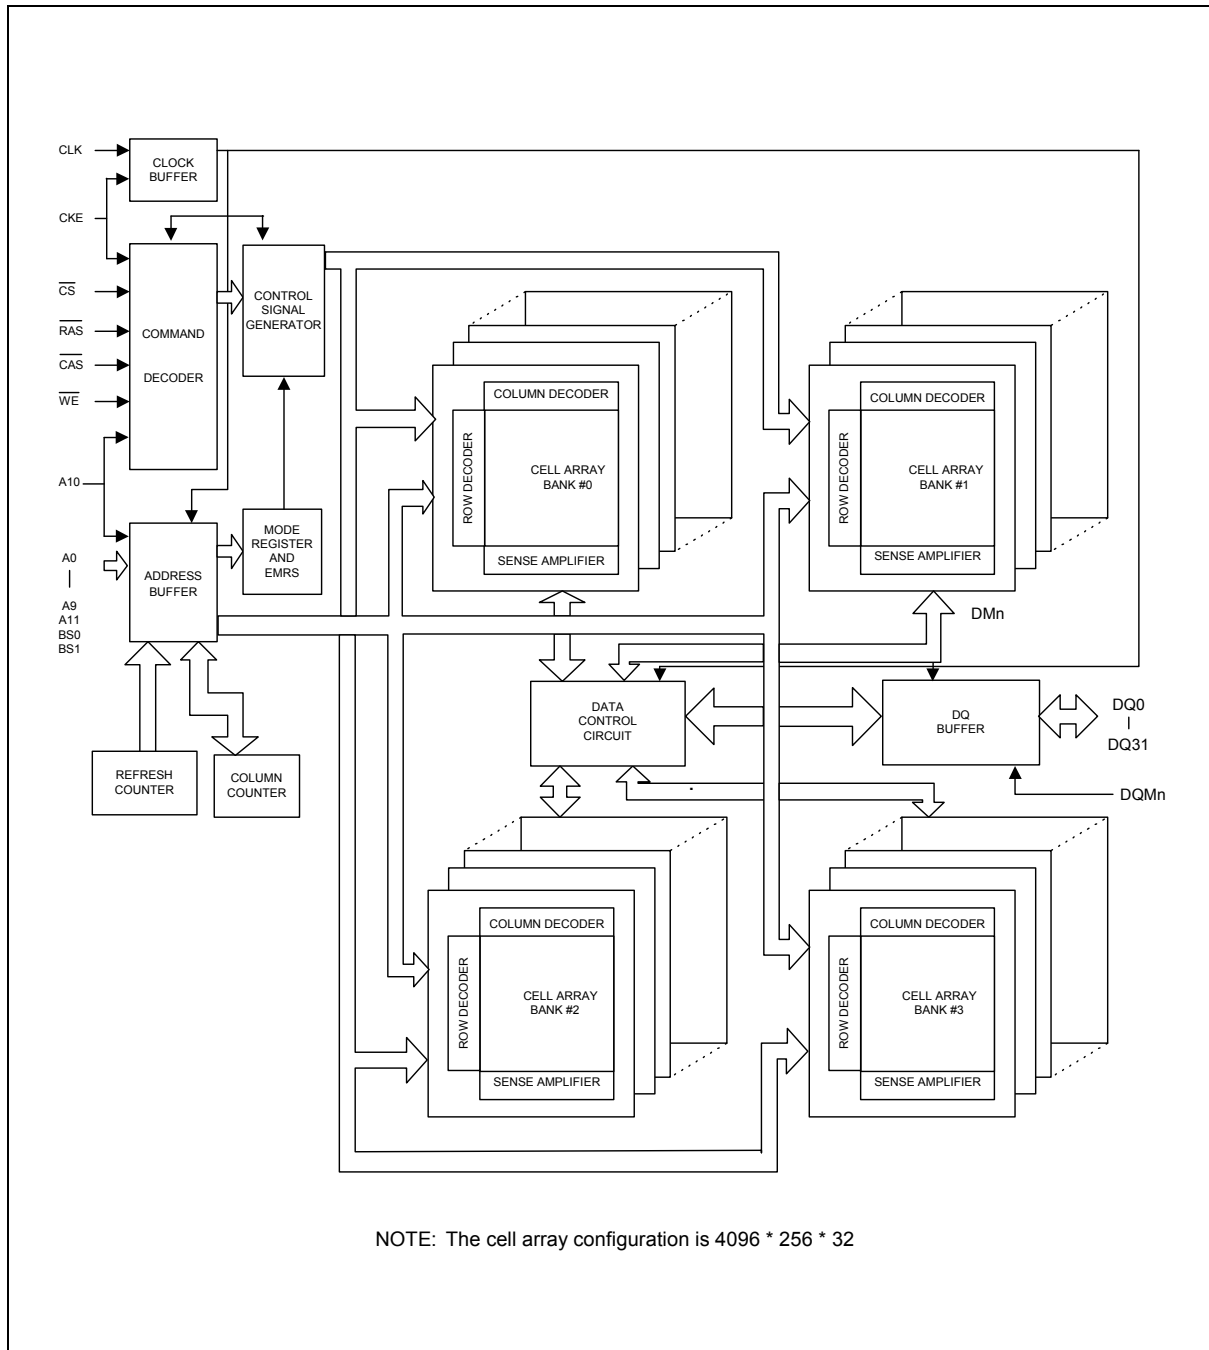 CLK
CLOCK
BUFFER
CKE
CS
RAS
CAS
WE
COMMAND
DECODER
CONTROL
SIGNAL
GENERATOR
A10
A0
A9
A11
BS0
BS1
ADDRESS
BUFFER
MODE
REGISTER
AND
EMRS
REFRESH
COUNTER
COLUMN
COUNTER
COLUMN DECODER
ROW DECODER
CELL ARRAY
BANK #0
SENSE AMPLIFIER
COLUMN DECODER
ROW DECODER
CELL ARRAY
BANK #1
SENSE AMPLIFIER
DMn
DATA
CONTROL
CIRCUIT
DQ
BUFFER
DQ0
DQ31
DQMn
COLUMN DECODER
ROW DECODER
CELL ARRAY
BANK #2
SENSE AMPLIFIER
COLUMN DECODER
ROW DECODER
CELL ARRAY
BANK #3
SENSE AMPLIFIER
NOTE: The cell array configuration is 4096 * 256 * 32